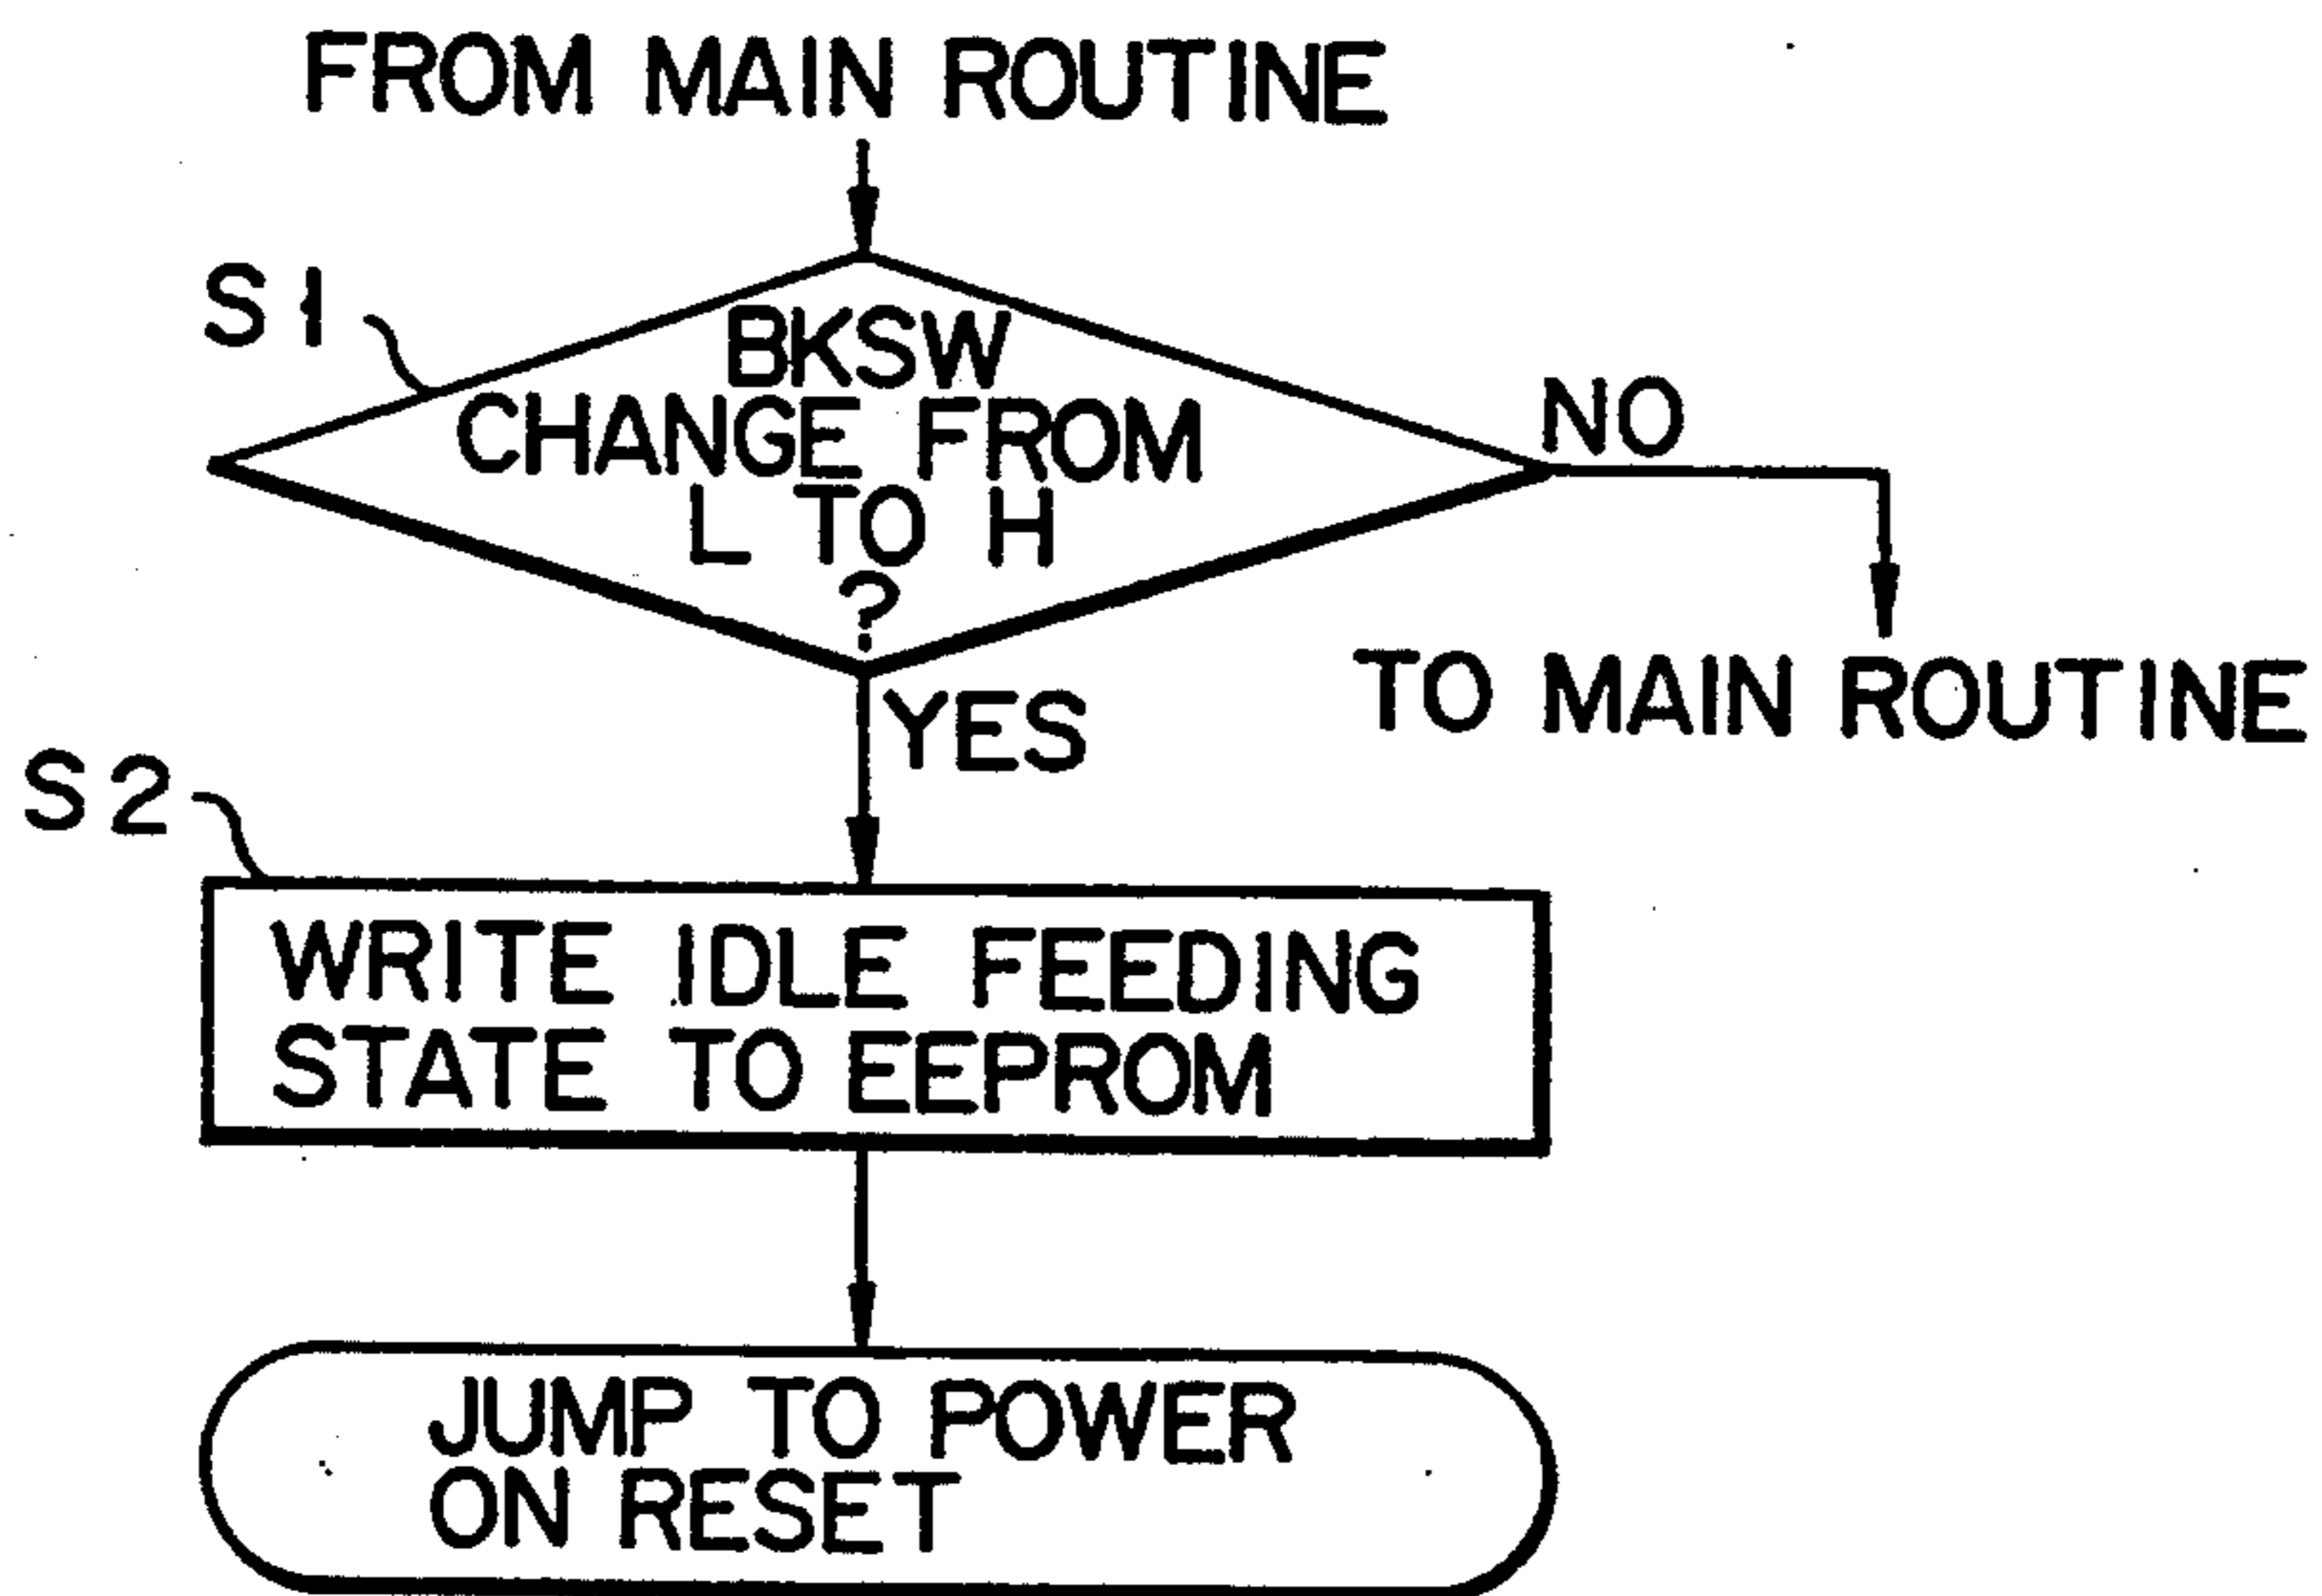 FROM MAIN ROUTINE
S1
BKSW
CHANGE FROM
L TO H
?
NO
TO MAIN ROUTINE
YES
S2
WRITE IDLE FEEDING
STATE TO EEPROM
JUMP TO POWER
ON RESET